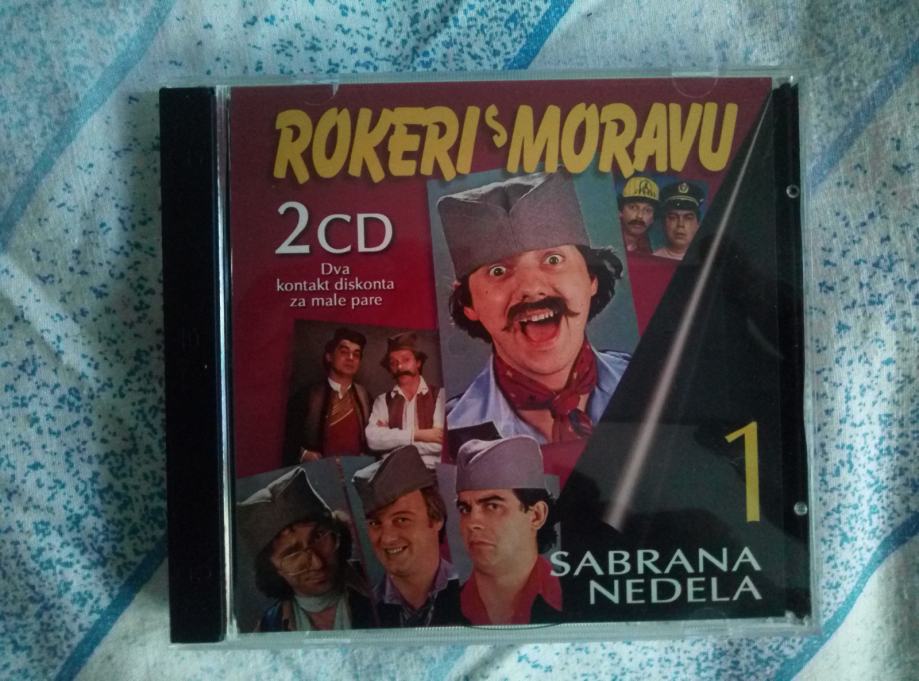 ROKERI s MORAVU
2CD
Dva
kontakt diskonta
za male pare
1
SABRANA
NEDELA